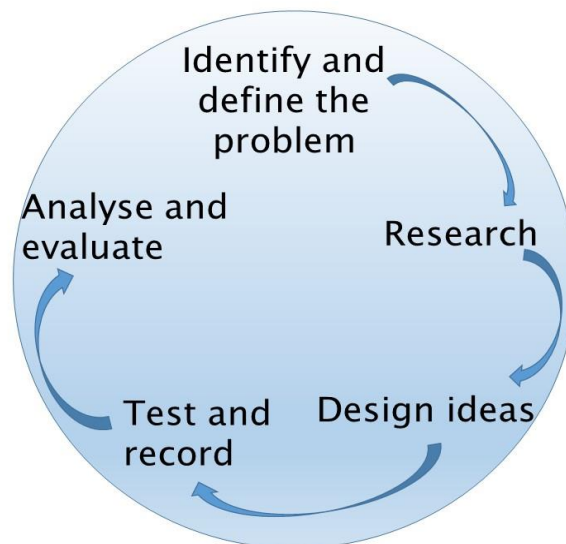 Identify and
define the
problem
Research
Design ideas
Test and
record
Analyse and
evaluate